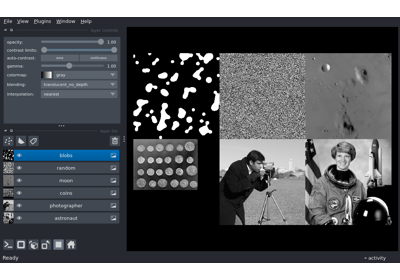 File View Plugins Window Help
opacity: 1.00
contrast limits:
auto-contrast: once continuous
gamma: 1.00
colormap: gray
blending: translucent_no_depth
interpolation: nearest
blobs
random
moon
coins
photographer
astronaut
Ready activity